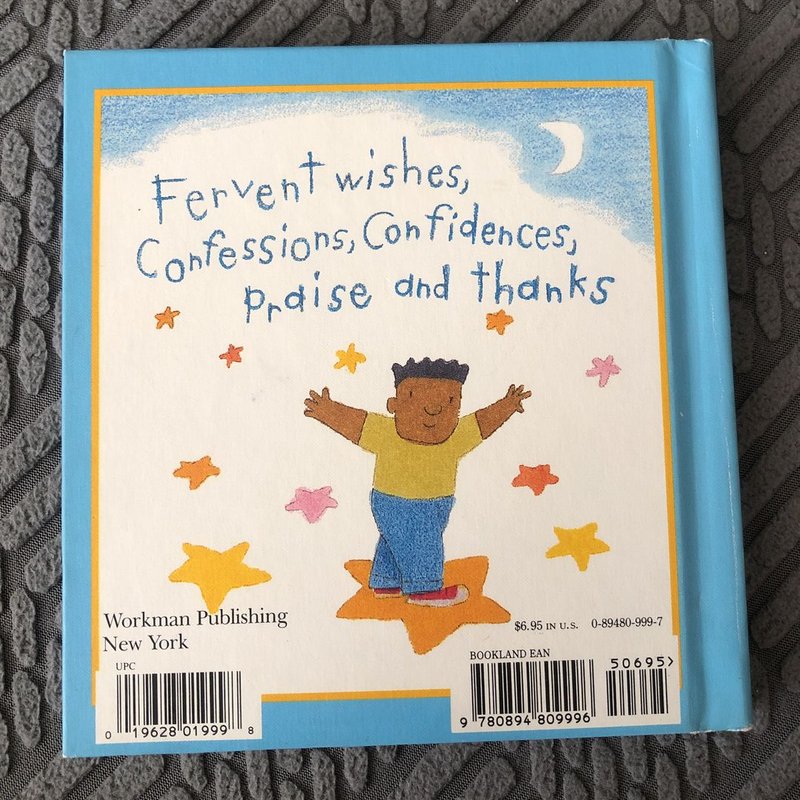 Fervent wishes,
Confessions, Confidences,
praise and thanks
Workman Publishing
New York
$6.95 IN U.S. 0-89480-999-7
UPC
0 19628 01999 8
BOOKLAND EAN
50695>
9 780894 809996